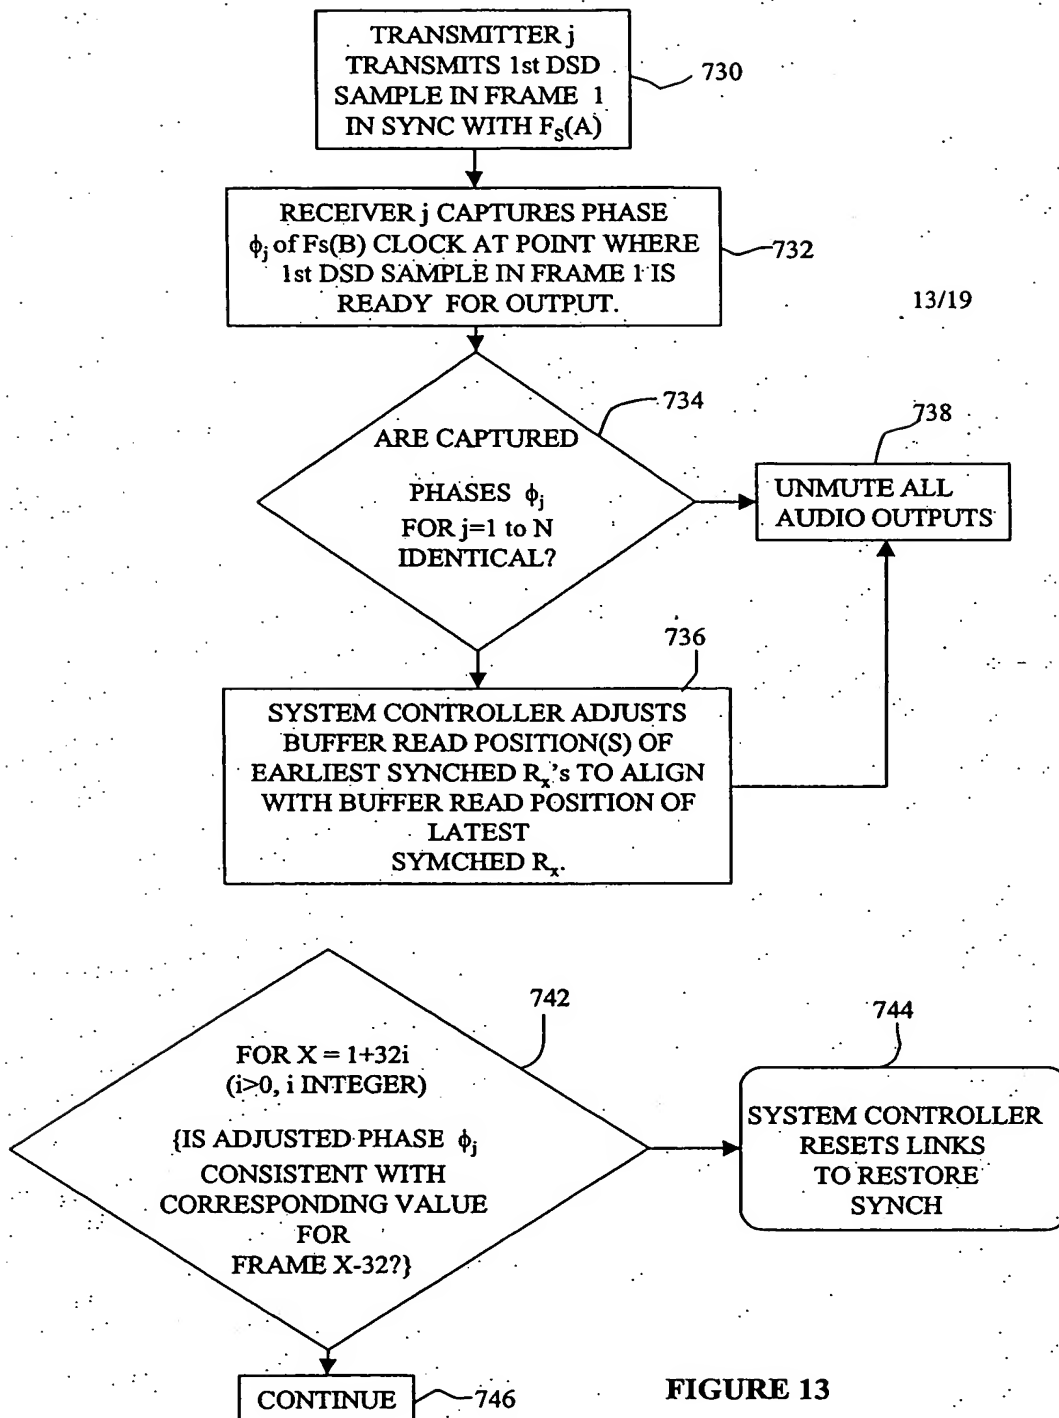 TRANSMITTER j
TRANSMITS 1st DSD
SAMPLE IN FRAME 1
IN SYNC WITH FS(A)
730
RECEIVER j CAPTURES PHASE
ϕj of Fs(B) CLOCK AT POINT WHERE
1st DSD SAMPLE IN FRAME 1 IS
READY FOR OUTPUT.
732
13/19
734
ARE CAPTURED
PHASES ϕj
FOR j=1 to N
IDENTICAL?
738
UNMUTE ALL
AUDIO OUTPUTS
736
SYSTEM CONTROLLER ADJUSTS
BUFFER READ POSITION(S) OF
EARLIEST SYNCHED Rx's TO ALIGN
WITH BUFFER READ POSITION OF
LATEST
SYMCHED Rx.
742
FOR X = 1+32i
(i>0, i INTEGER)
{IS ADJUSTED PHASE ϕj
CONSISTENT WITH
CORRESPONDING VALUE
FOR
FRAME X-32?}
744
SYSTEM CONTROLLER
RESETS LINKS
TO RESTORE
SYNCH
CONTINUE
746
FIGURE 13